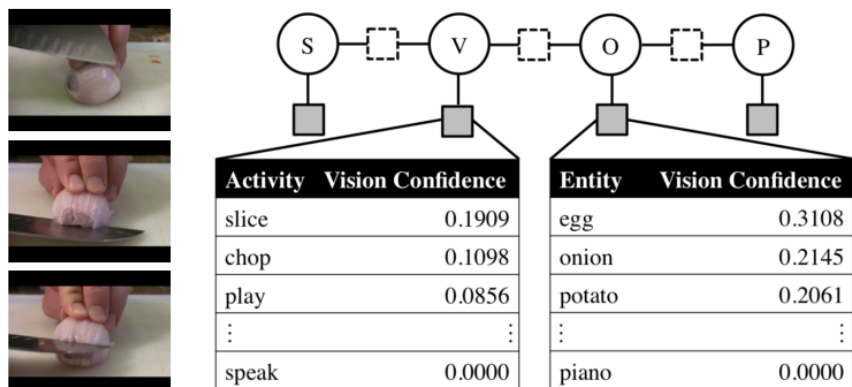 S V O P
Activity Vision Confidence
slice 0.1909
chop 0.1098
play 0.0856
⋮ ⋮
speak 0.0000
Entity Vision Confidence
egg 0.3108
onion 0.2145
potato 0.2061
⋮ ⋮
piano 0.0000